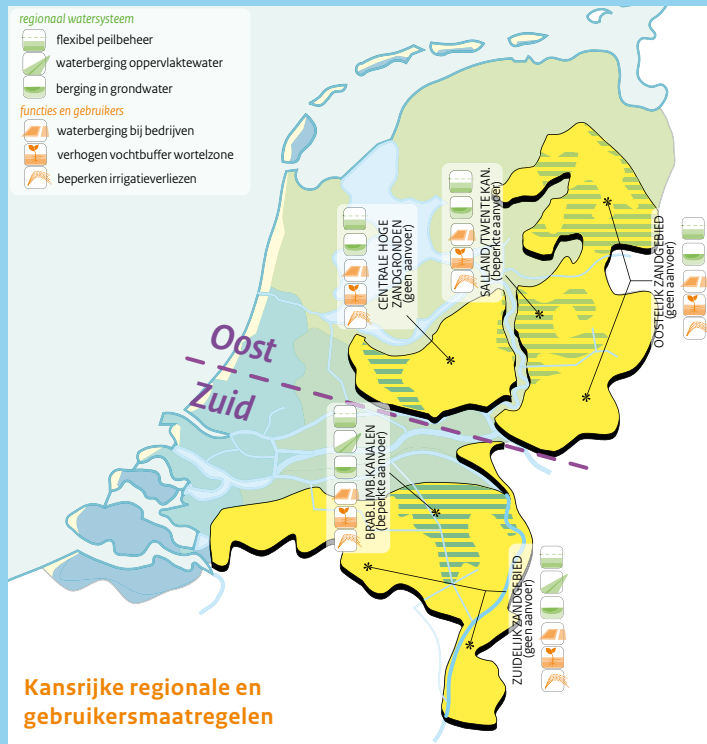 regionaal watersysteem
flexibel peilbeheer
waterberging oppervlaktewater
berging in grondwater
functies en gebruikers
waterberging bij bedrijven
verhogen vochtbuffer wortelzone
beperken irrigatieverliezen
CENTRALE HOGE
ZANDGRONDEN
(geen aanvoer)
SALLAND/TWENTE KAN.
(beperkte aanvoer)
OOSTELIJK ZANDGEBIED
(geen aanvoer)
Oost
Zuid
BRAB.LIMB.KANALEN
(beperkte aanvoer)
ZUIDELIJK ZANDGEBIED
(geen aanvoer)
Kansrijke regionale en
gebruikersmaatregelen